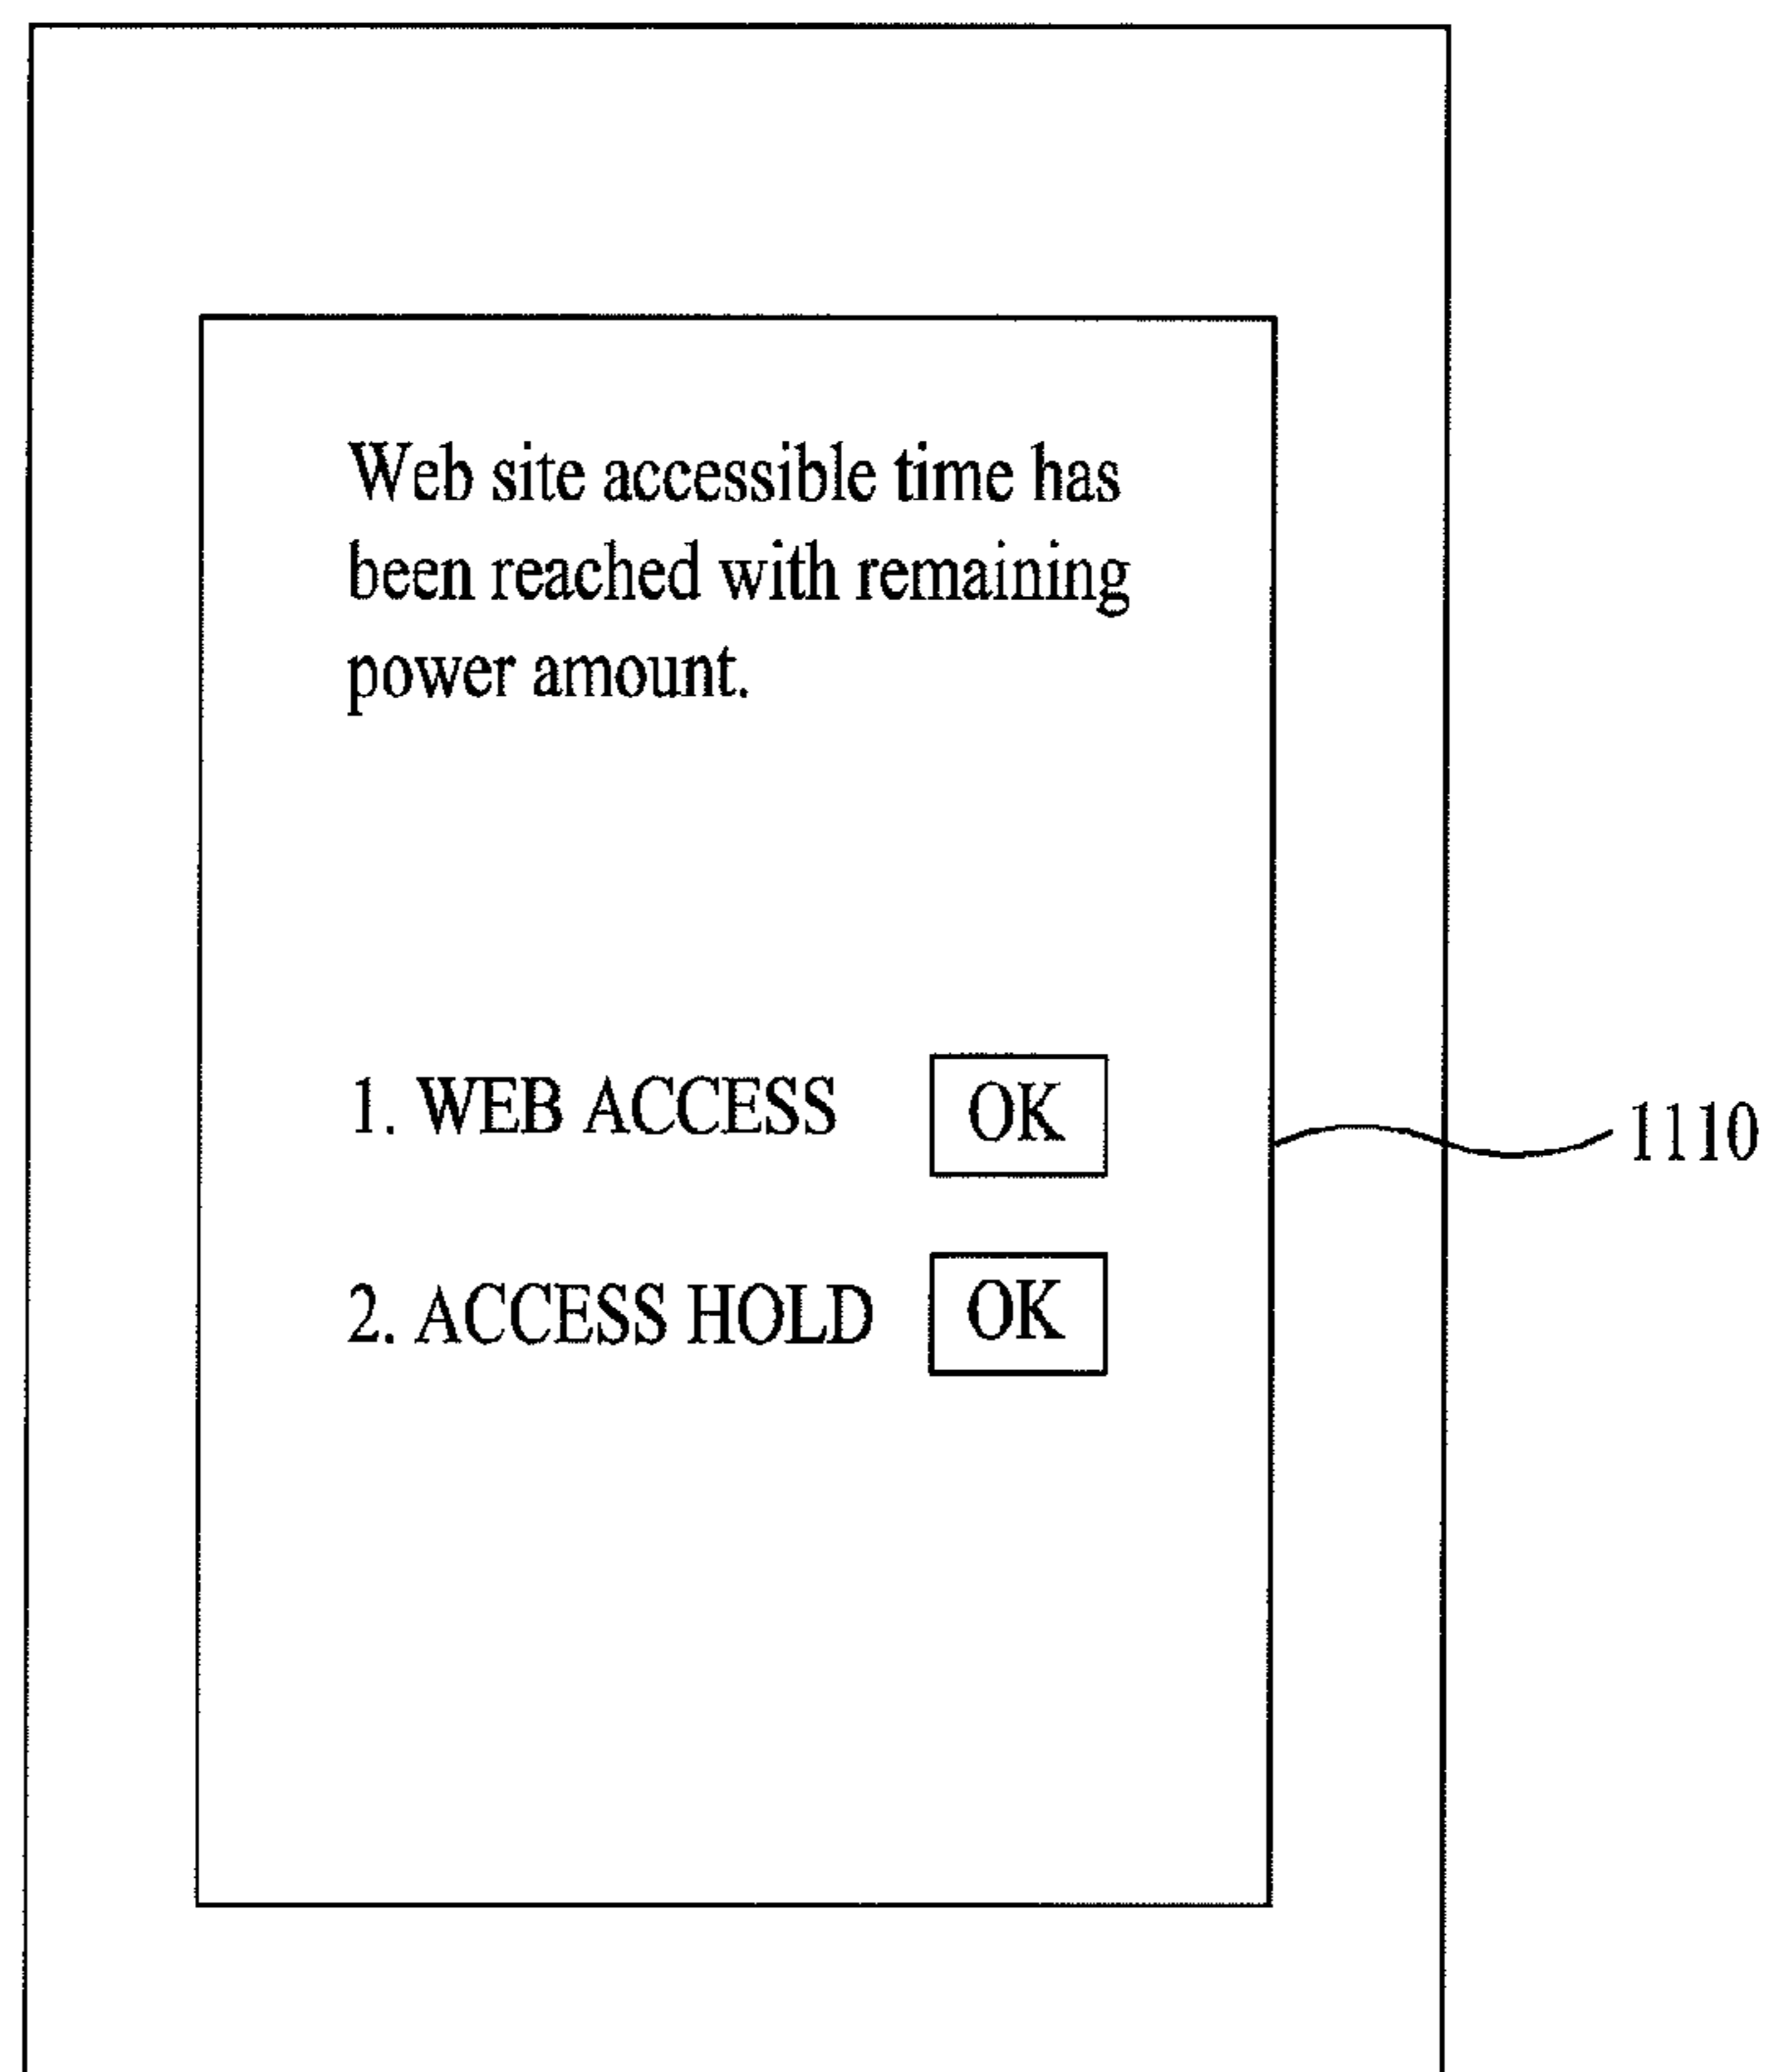 Web site accessible time has
been reached with remaining
power amount.
1. WEB ACCESS OK
1110
2. ACCESS HOLD OK